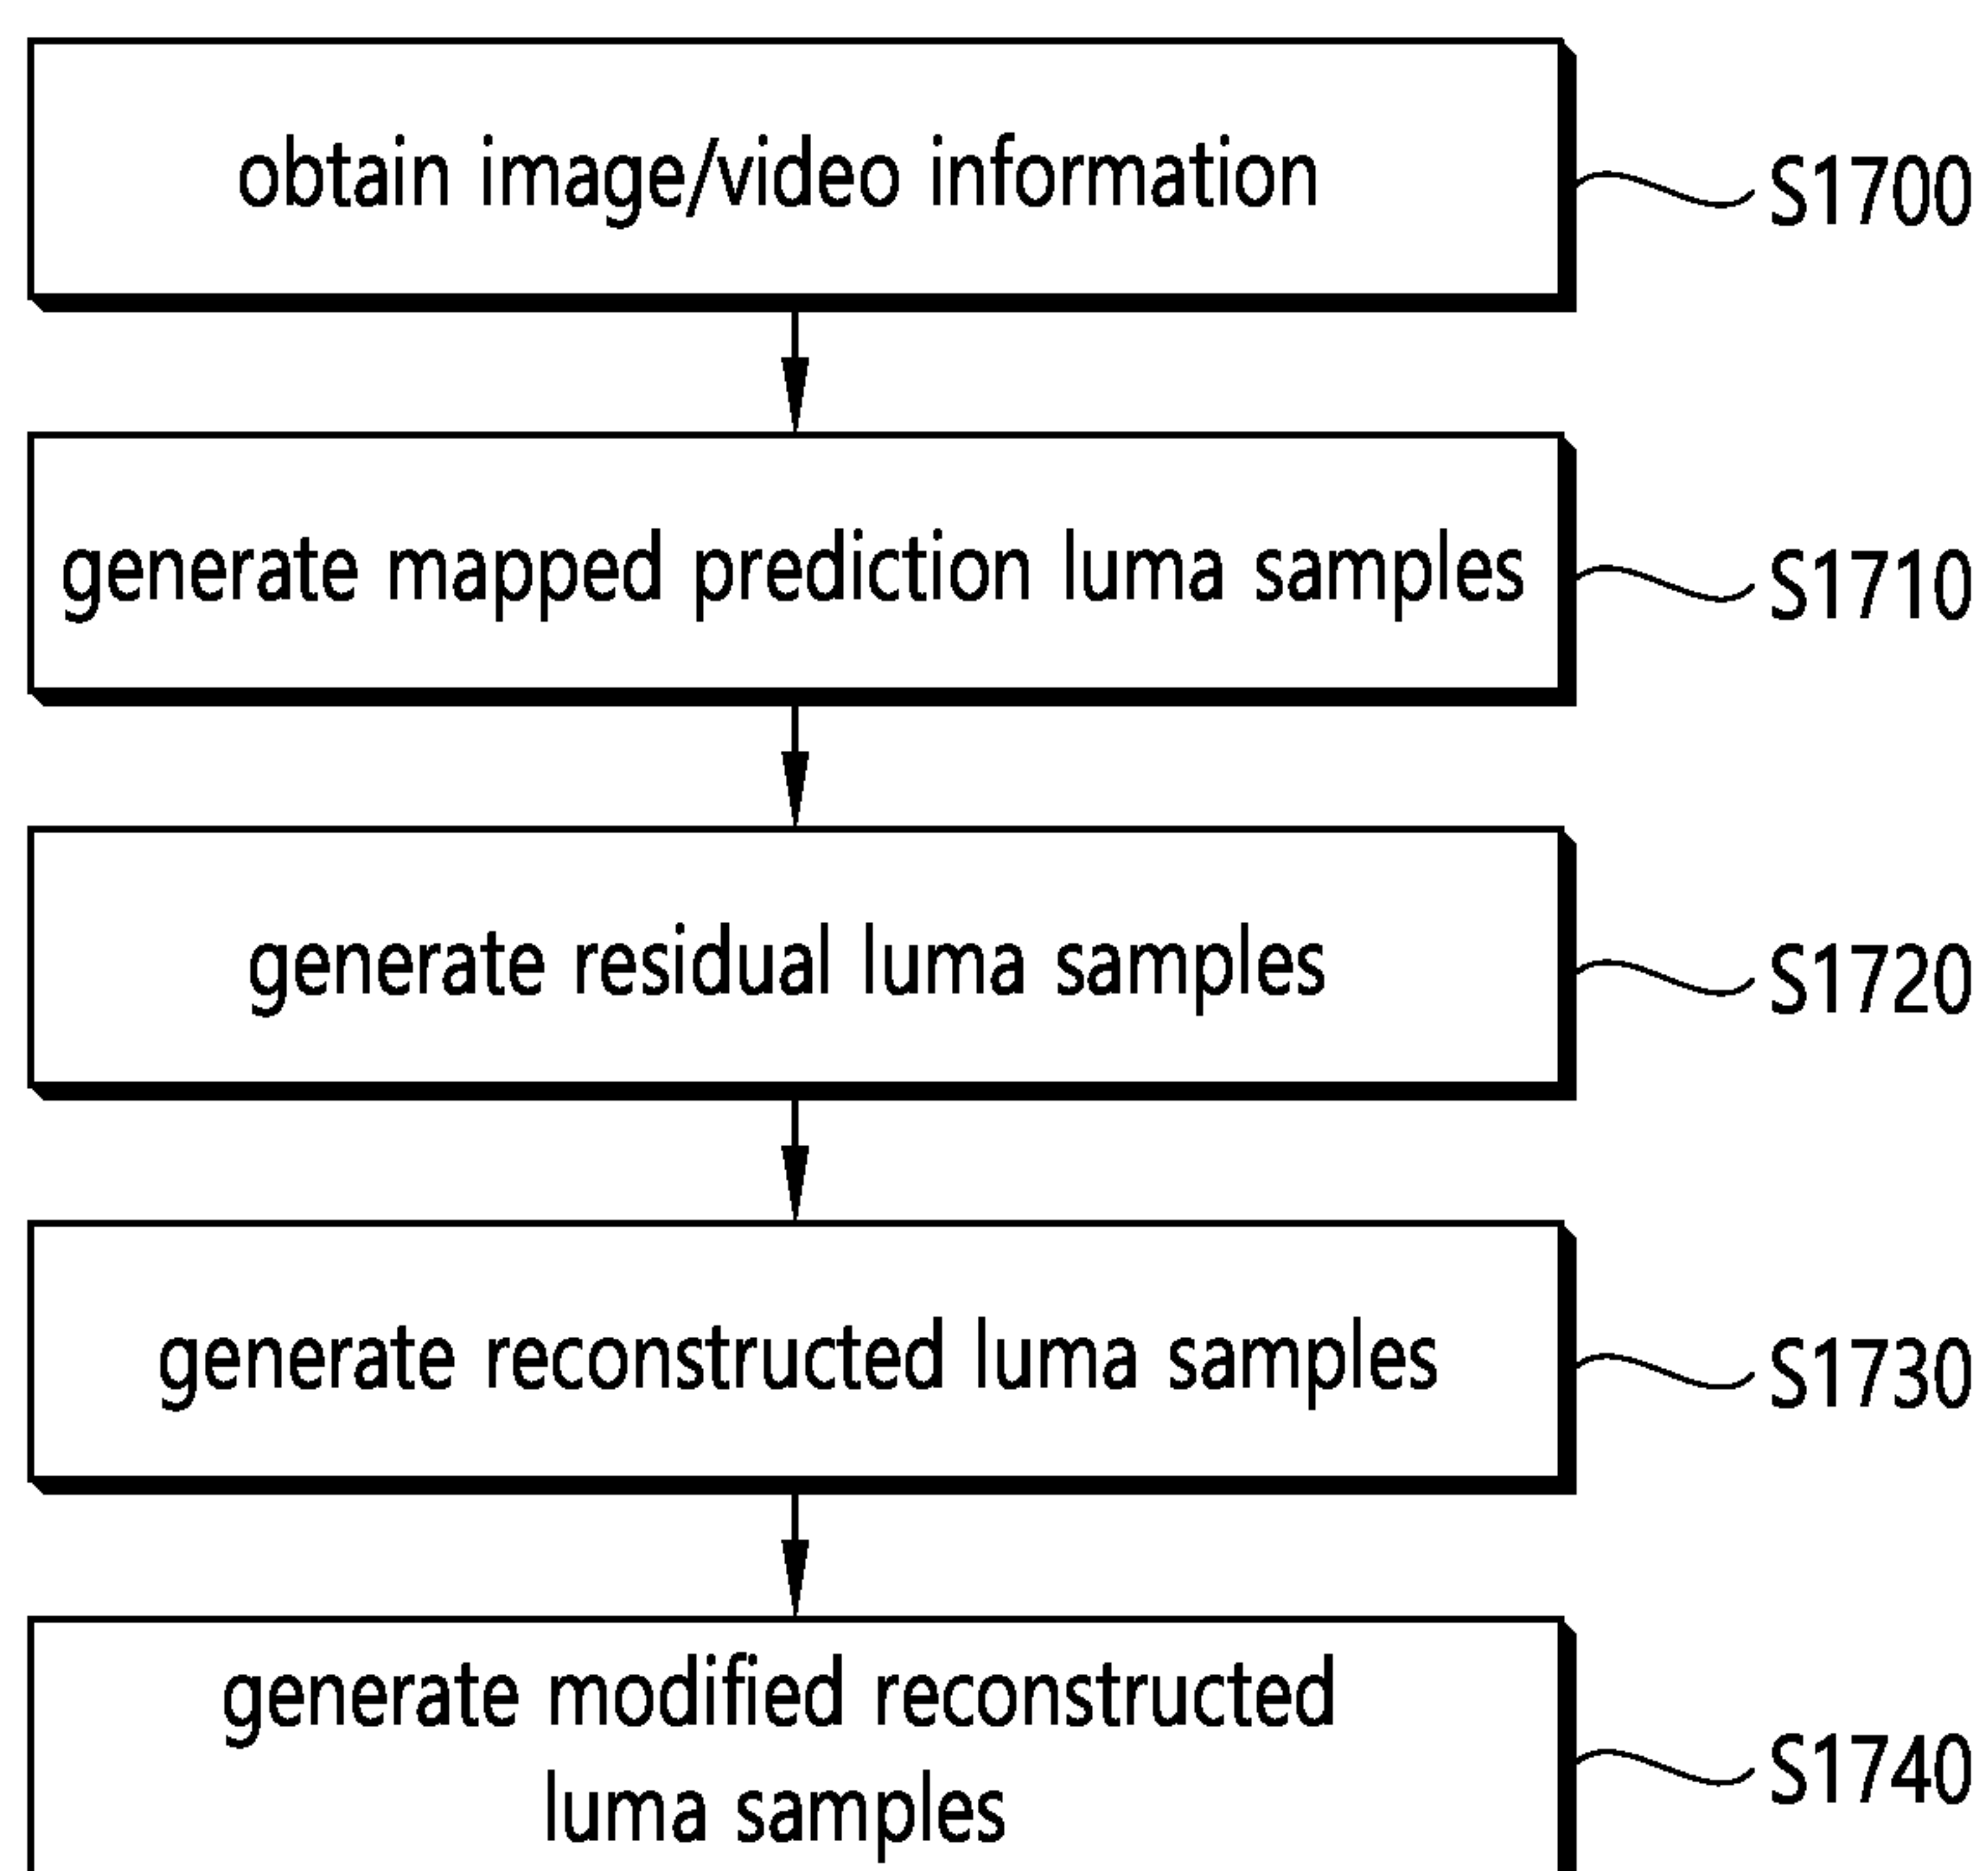 obtain image/video information
S1700
generate mapped prediction luma samples
S1710
generate residual luma samples
S1720
generate reconstructed luma samples
S1730
generate modified reconstructed
luma samples
S1740